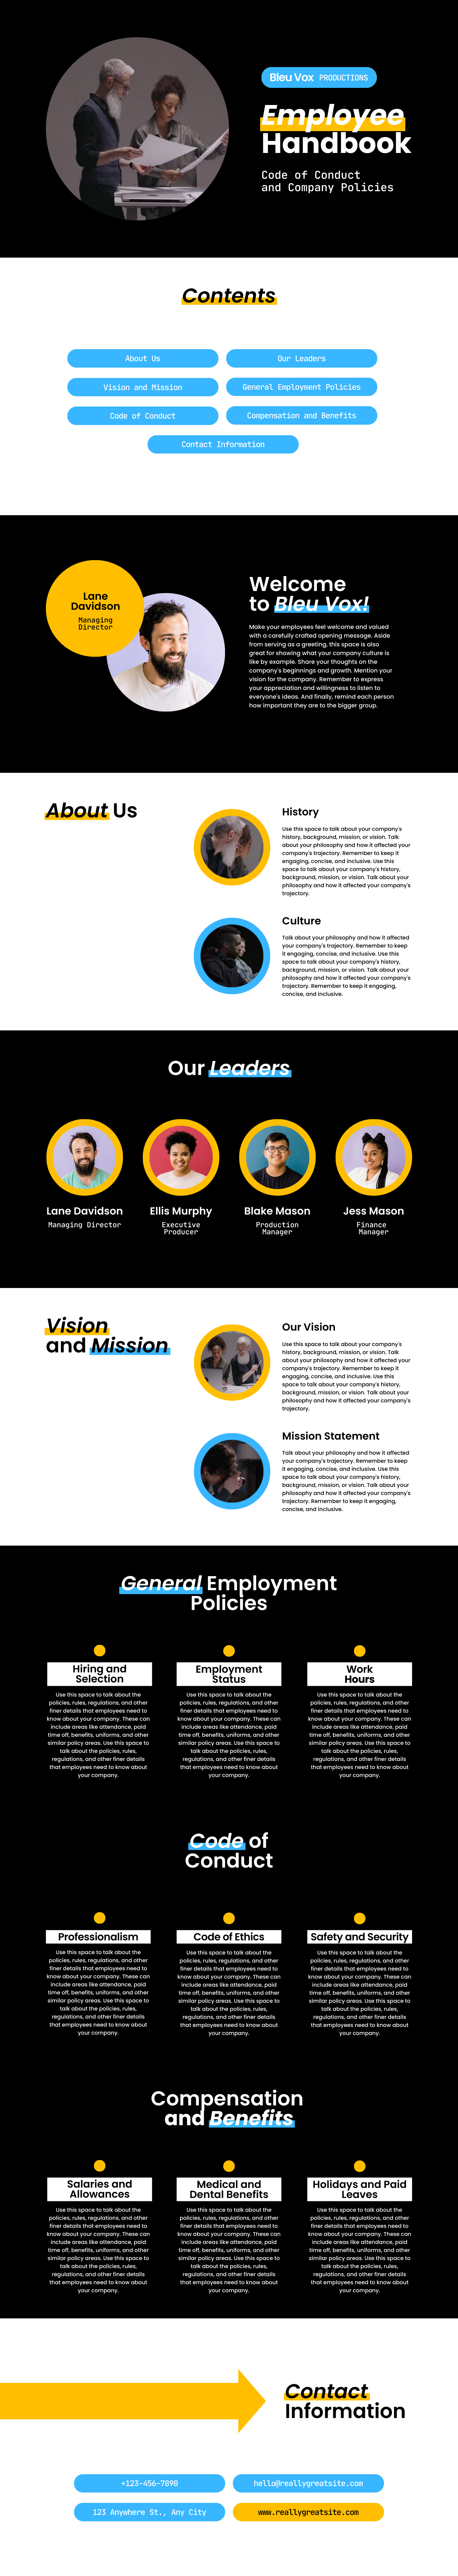 Bleu Vox PRODUCTIONS
Employee
Handbook
Code of Conduct
and Company Policies
Contents
About Us
Our Leaders
Vision and Mission
General Employment Policies
Code of Conduct
Compensation and Benefits
Contact Information
Lane
Davidson
Managing
Director
Welcome
to Bleu Vox!
Make your employees feel welcome and valued
with a carefully crafted opening message. Aside
from serving as a greeting, this space is also
great for showing what your company culture is
like by example. Share your thoughts on the
company's beginnings and growth. Mention your
vision for the company. Remember to express
your appreciation and willingness to listen to
everyone's ideas. And finally, remind each person
how important they are to the bigger group.
About Us
History
Use this space to talk about your company's
history, background, mission, or vision. Talk
about your philosophy and how it affected your
company's trajectory. Remember to keep it
engaging, concise, and inclusive. Use this
space to talk about your company's history,
background, mission, or vision. Talk about your
philosophy and how it affected your company's
trajectory.
Culture
Talk about your philosophy and how it affected
your company's trajectory. Remember to keep
it engaging, concise, and inclusive. Use this
space to talk about your company's history,
background, mission, or vision. Talk about your
philosophy and how it affected your company's
trajectory. Remember to keep it engaging,
concise, and inclusive.
Our Leaders
Lane Davidson
Managing Director
Ellis Murphy
Executive
Producer
Blake Mason
Production
Manager
Jess Mason
Finance
Manager
Vision
and Mission
Our Vision
Use this space to talk about your company's
history, background, mission, or vision. Talk
about your philosophy and how it affected your
company's trajectory. Remember to keep it
engaging, concise, and inclusive. Use this
space to talk about your company's history,
background, mission, or vision. Talk about your
philosophy and how it affected your company's
trajectory.
Mission Statement
Talk about your philosophy and how it affected
your company's trajectory. Remember to keep
it engaging, concise, and inclusive. Use this
space to talk about your company's history,
background, mission, or vision. Talk about your
philosophy and how it affected your company's
trajectory. Remember to keep it engaging,
concise, and inclusive.
General Employment
Policies
Hiring and
Selection
Use this space to talk about the
policies, rules, regulations, and other
finer details that employees need to
know about your company. These can
include areas like attendance, paid
time off, benefits, uniforms, and other
similar policy areas. Use this space to
talk about the policies, rules,
regulations, and other finer details
that employees need to know about
your company.
Employment
Status
Use this space to talk about the
policies, rules, regulations, and other
finer details that employees need to
know about your company. These can
include areas like attendance, paid
time off, benefits, uniforms, and other
similar policy areas. Use this space to
talk about the policies, rules,
regulations, and other finer details
that employees need to know about
your company.
Work
Hours
Use this space to talk about the
policies, rules, regulations, and other
finer details that employees need to
know about your company. These can
include areas like attendance, paid
time off, benefits, uniforms, and other
similar policy areas. Use this space to
talk about the policies, rules,
regulations, and other finer details
that employees need to know about
your company.
Code of
Conduct
Professionalism
Use this space to talk about the
policies, rules, regulations, and other
finer details that employees need to
know about your company. These can
include areas like attendance, paid
time off, benefits, uniforms, and other
similar policy areas. Use this space to
talk about the policies, rules,
regulations, and other finer details
that employees need to know about
your company.
Code of Ethics
Use this space to talk about the
policies, rules, regulations, and other
finer details that employees need to
know about your company. These can
include areas like attendance, paid
time off, benefits, uniforms, and other
similar policy areas. Use this space to
talk about the policies, rules,
regulations, and other finer details
that employees need to know about
your company.
Safety and Security
Use this space to talk about the
policies, rules, regulations, and other
finer details that employees need to
know about your company. These can
include areas like attendance, paid
time off, benefits, uniforms, and other
similar policy areas. Use this space to
talk about the policies, rules,
regulations, and other finer details
that employees need to know about
your company.
Compensation
and Benefits
Salaries and
Allowances
Use this space to talk about the
policies, rules, regulations, and other
finer details that employees need to
know about your company. These can
include areas like attendance, paid
time off, benefits, uniforms, and other
similar policy areas. Use this space to
talk about the policies, rules,
regulations, and other finer details
that employees need to know about
your company.
Medical and
Dental Benefits
Use this space to talk about the
policies, rules, regulations, and other
finer details that employees need to
know about your company. These can
include areas like attendance, paid
time off, benefits, uniforms, and other
similar policy areas. Use this space to
talk about the policies, rules,
regulations, and other finer details
that employees need to know about
your company.
Holidays and Paid
Leaves
Use this space to talk about the
policies, rules, regulations, and other
finer details that employees need to
know about your company. These can
include areas like attendance, paid
time off, benefits, uniforms, and other
similar policy areas. Use this space to
talk about the policies, rules,
regulations, and other finer details
that employees need to know about
your company.
Contact
Information
+123-456-7890
hello@reallygreatsite.com
123 Anywhere St., Any City
www.reallygreatsite.com